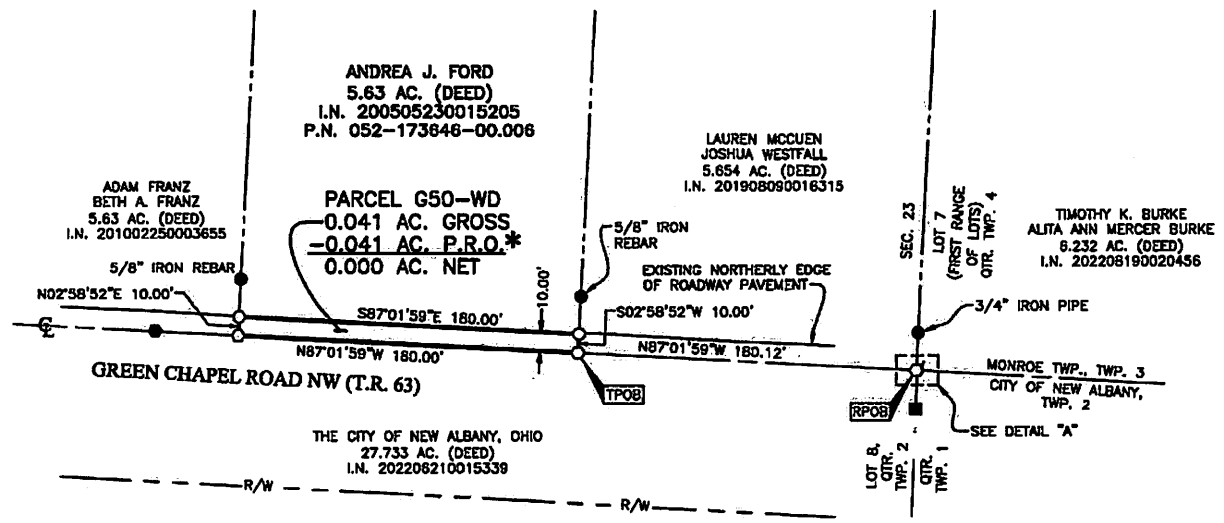 ANDREA J. FORD
5.63 AC. (DEED)
I.N. 200505230015205
P.N. 052-173646-00.006
LAUREN MCCUEN
JOSHUA WESTFALL
5.654 AC. (DEED)
I.N. 201908090016315
ADAM FRANZ
BETH A. FRANZ
5.63 AC. (DEED)
I.N. 201002250003655
PARCEL G50-WD
0.041 AC. GROSS
-0.041 AC. P.R.O.*
0.000 AC. NET
5/8" IRON
REBAR
SEC. 23
LOT 7
(FIRST RANGE
OF LOTS)
QTR. TWP. 4
TIMOTHY K. BURKE
ALITA ANN MERCER BURKE
6.232 AC. (DEED)
I.N. 202208190020456
5/8" IRON REBAR
EXISTING NORTHERLY EDGE
OF ROADWAY PAVEMENT
N02°58'52"E 10.00'
S87°01'59"E 180.00'
10.00'
S02°58'52"W 10.00'
3/4" IRON PIPE
CL
N87°01'59"W 180.00'
N87°01'59"W 180.12'
GREEN CHAPEL ROAD NW (T.R. 63)
TPOB
RPOB
MONROE TWP., TWP. 3
CITY OF NEW ALBANY,
TWP. 2
SEE DETAIL "A"
THE CITY OF NEW ALBANY, OHIO
27.733 AC. (DEED)
I.N. 202206210015339
LOT 8,
QTR.
TWP. 2
QTR.
TWP. 1
R/W
R/W